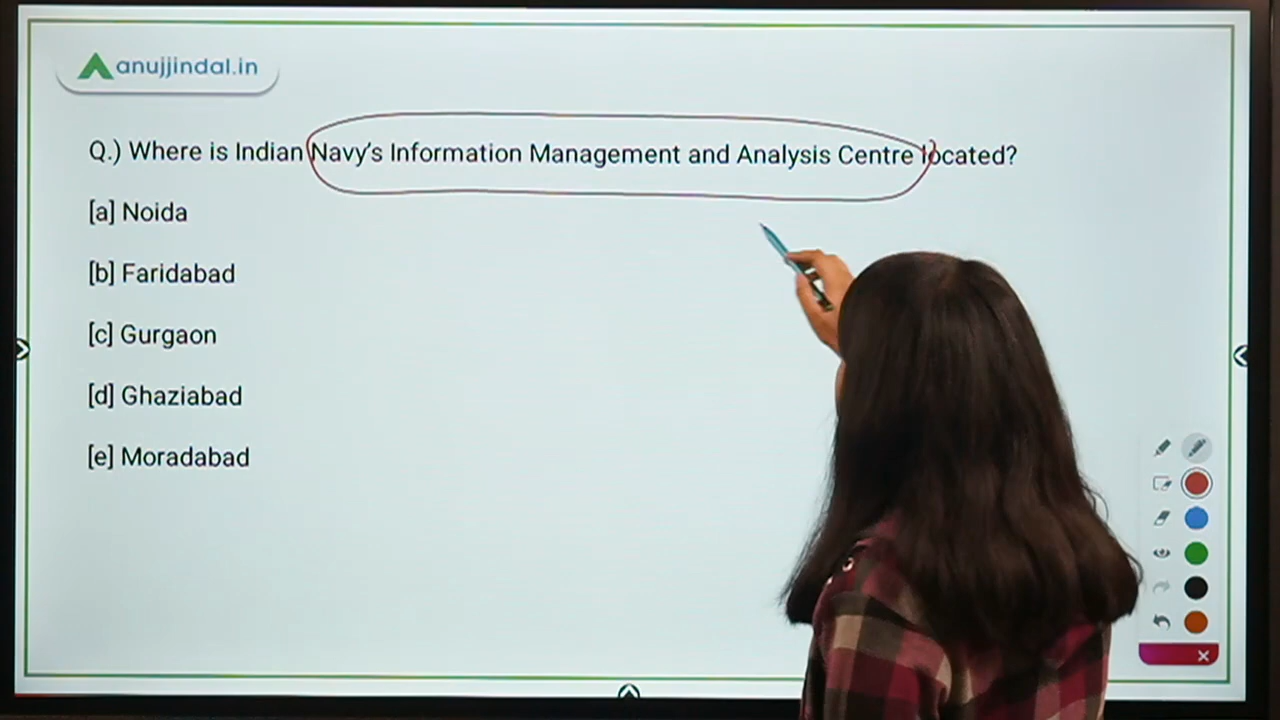 anujjindal.in
Q.) Where is Indian Navy's Information Management and Analysis Centre located?
[a] Noida
[b] Faridabad
[c] Gurgaon
[d] Ghaziabad
[e] Moradabad